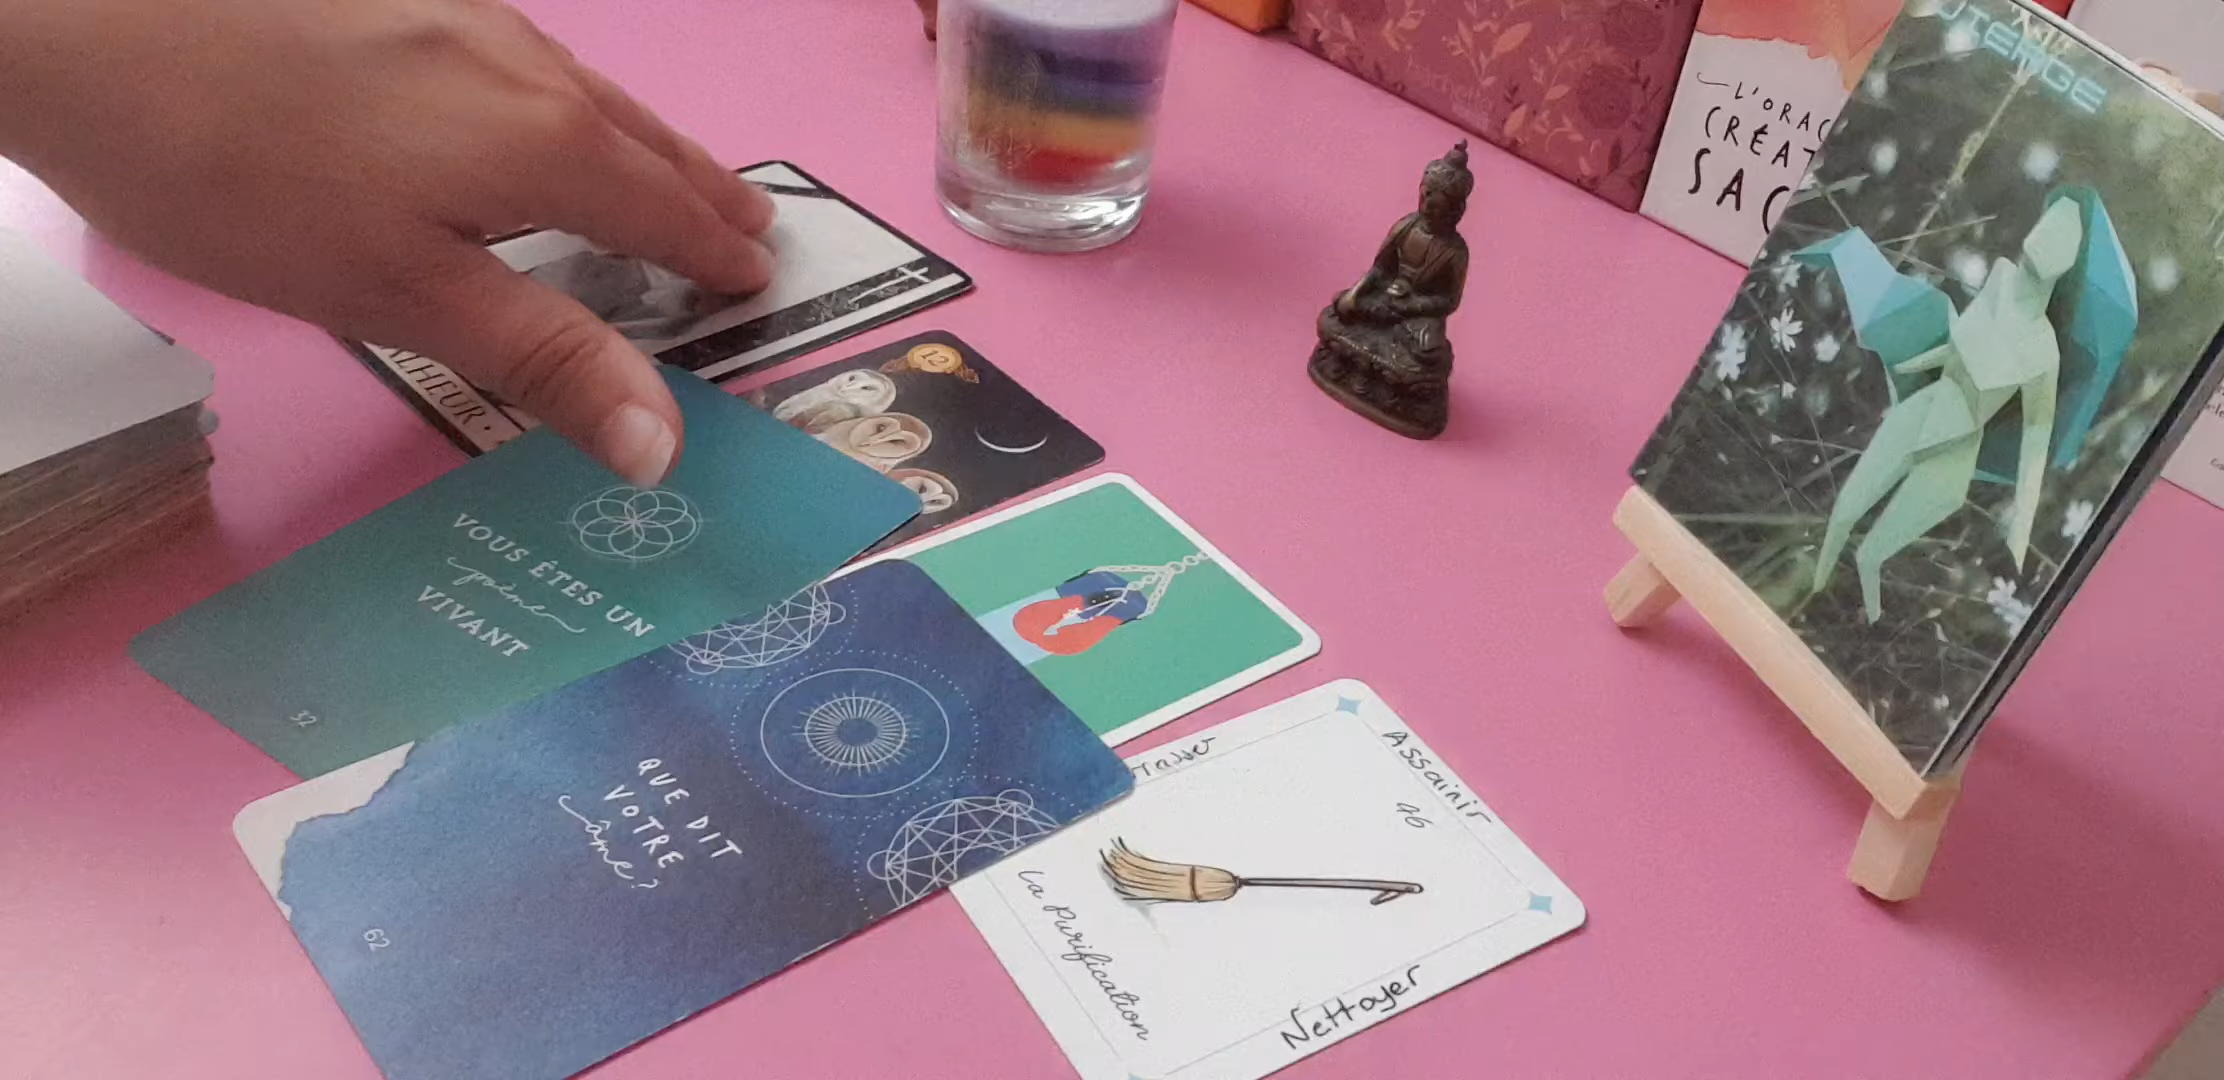 L'ORAC
CRÉAT
SAC
12
VOUS ÊTES UN
poème
VIVANT
32
QUE DIT
VOTRE
âme?
62
Assainir
46
La Purification
Nettoyer